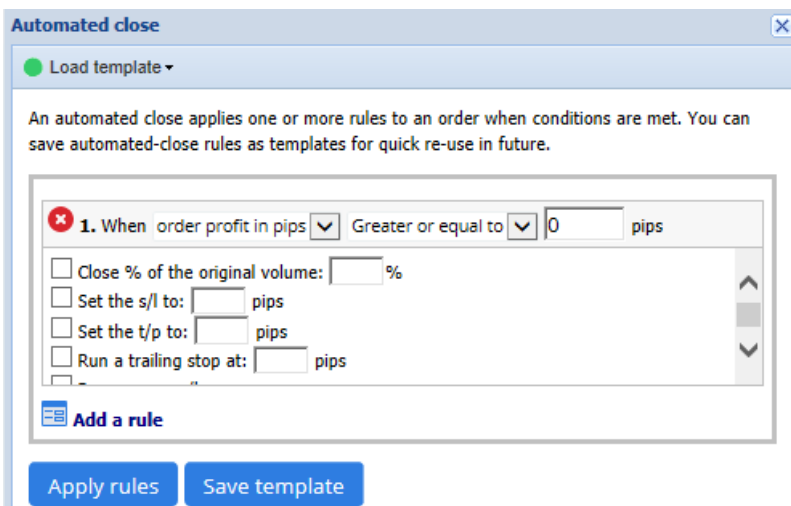 Automated close
Load template
An automated close applies one or more rules to an order when conditions are met. You can
save automated-close rules as templates for quick re-use in future.
1. When order profit in pips Greater or equal to 0 pips
Close % of the original volume: %
Set the s/l to: pips
Set the t/p to: pips
Run a trailing stop at: pips
Add a rule
Apply rules Save template